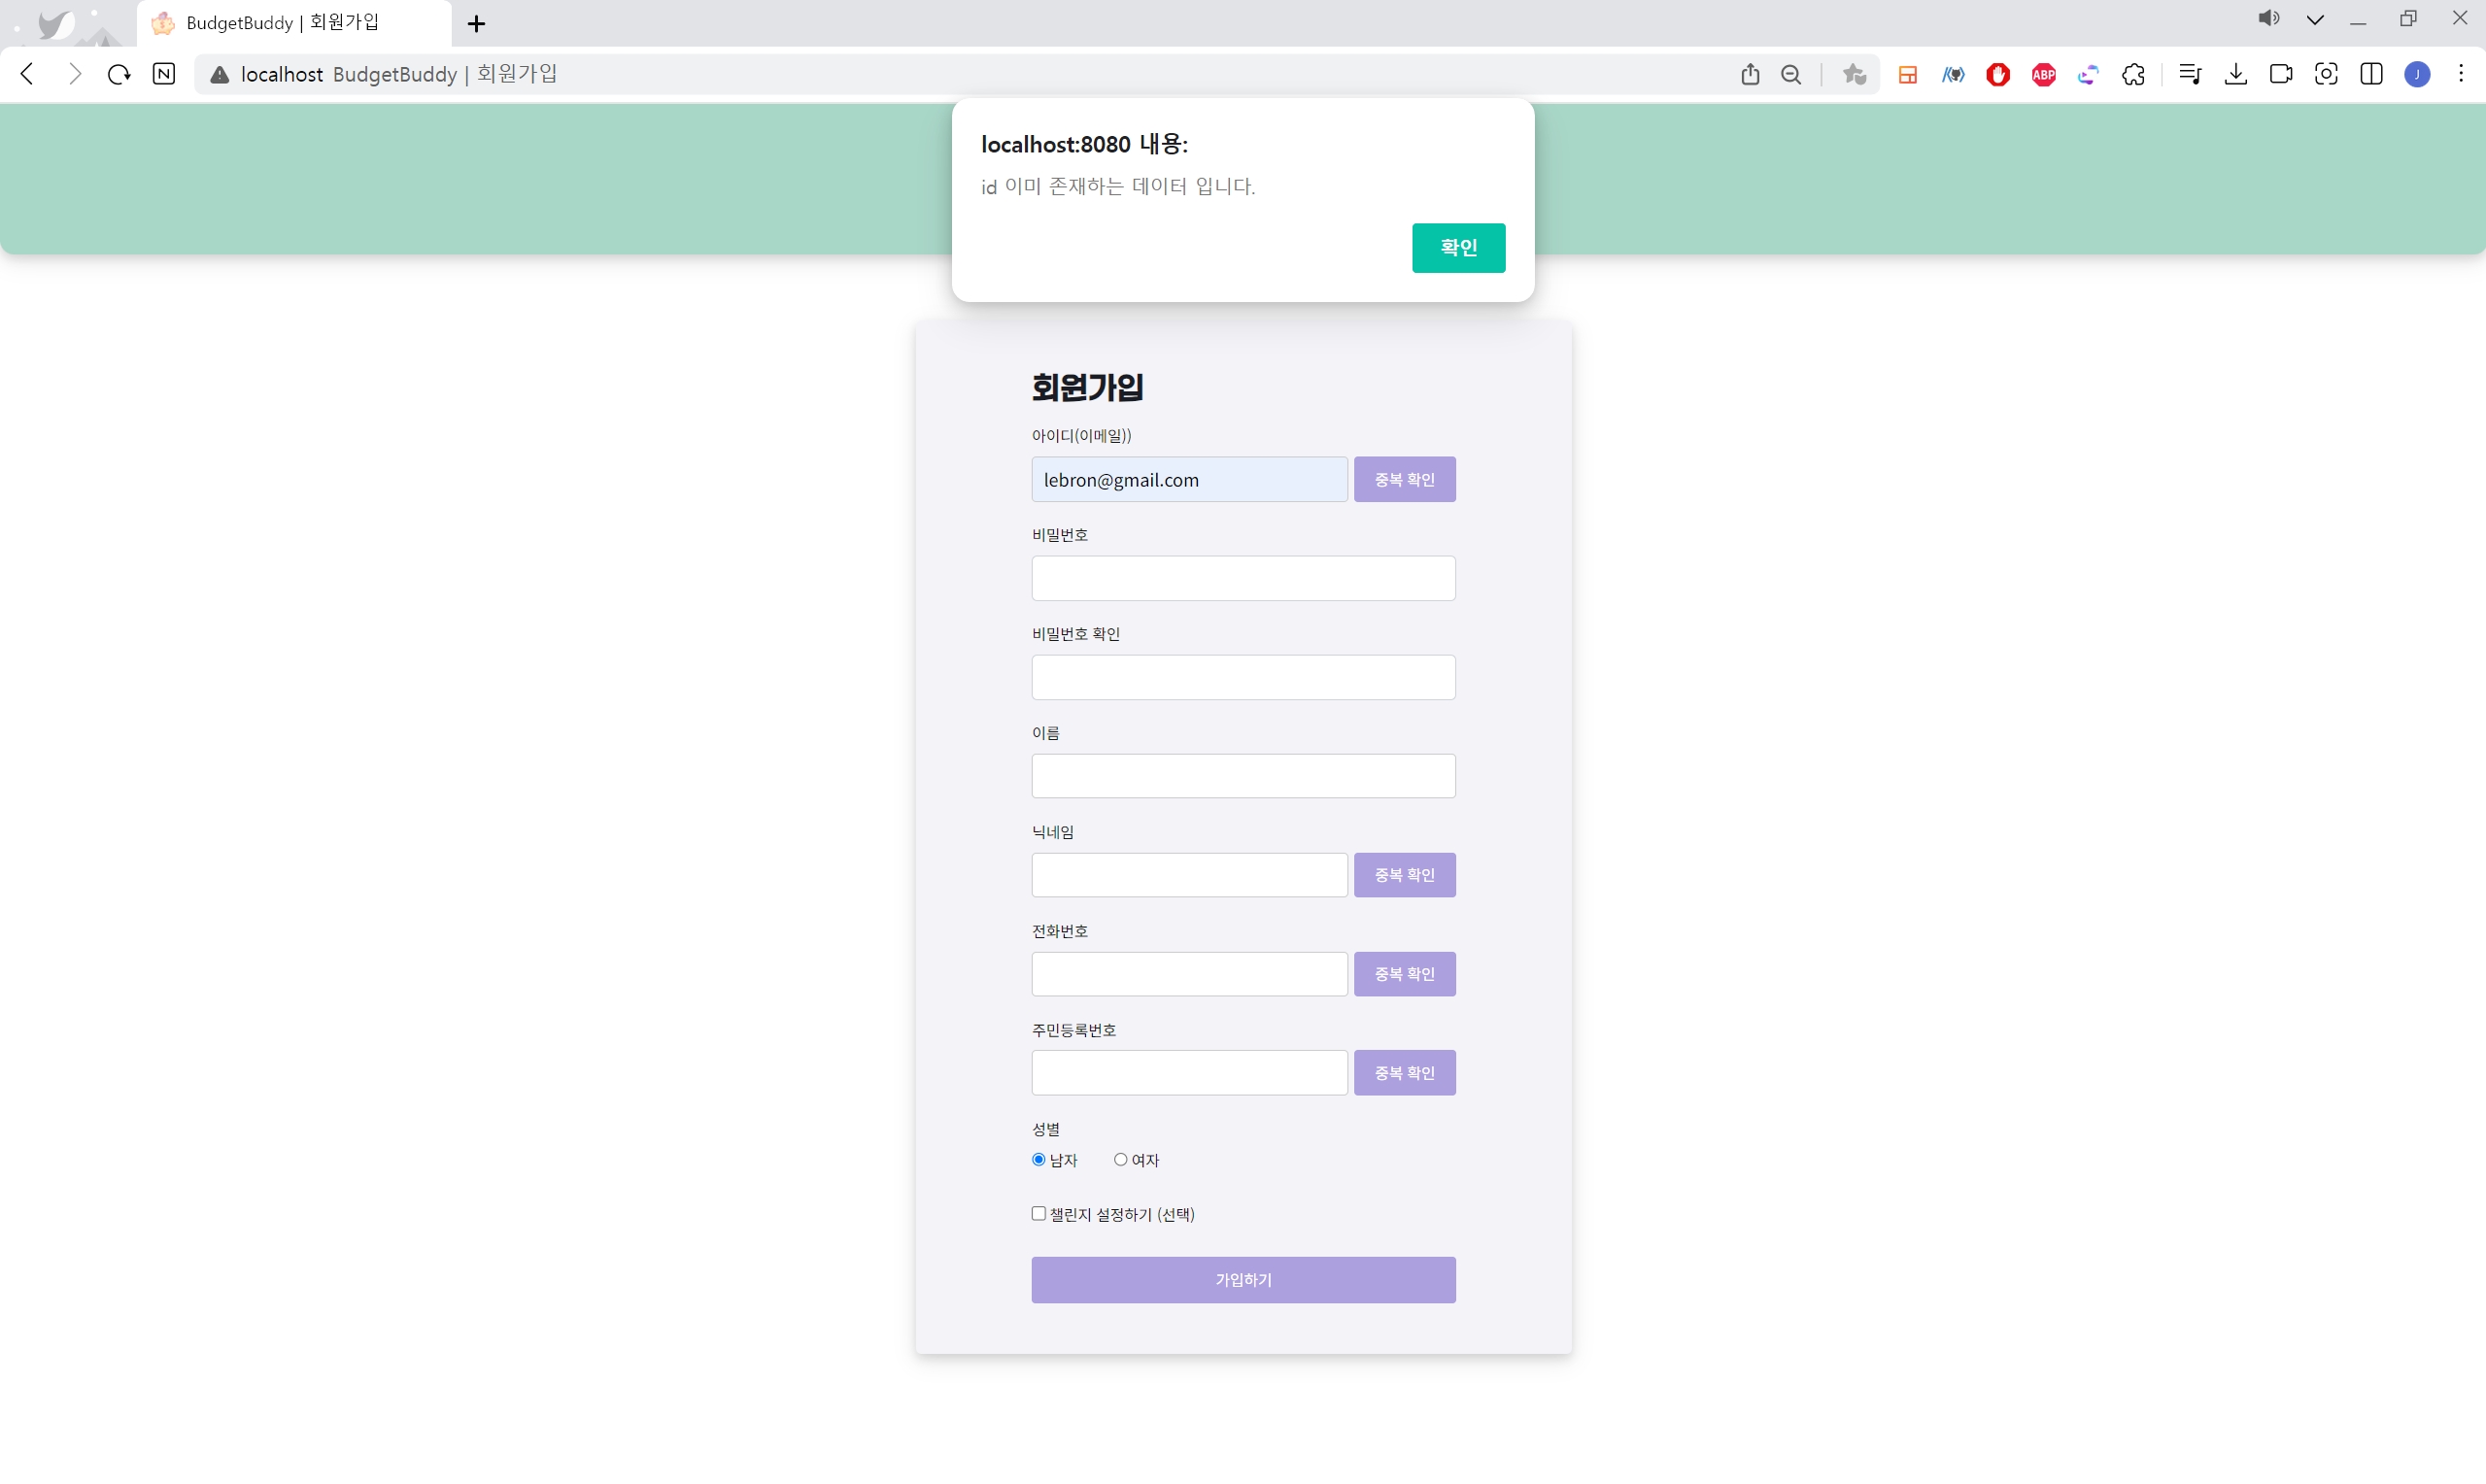 BudgetBuddy | 회원가입
N localhost BudgetBuddy | 회원가입 ABP J
localhost:8080 내용:
id 이미 존재하는 데이터 입니다.
확인
회원가입
아이디(이메일))
lebron@gmail.com 중복 확인
비밀번호
비밀번호 확인
이름
닉네임
중복 확인
전화번호
중복 확인
주민등록번호
중복 확인
성별
남자 여자
챌린지 설정하기 (선택)
가입하기